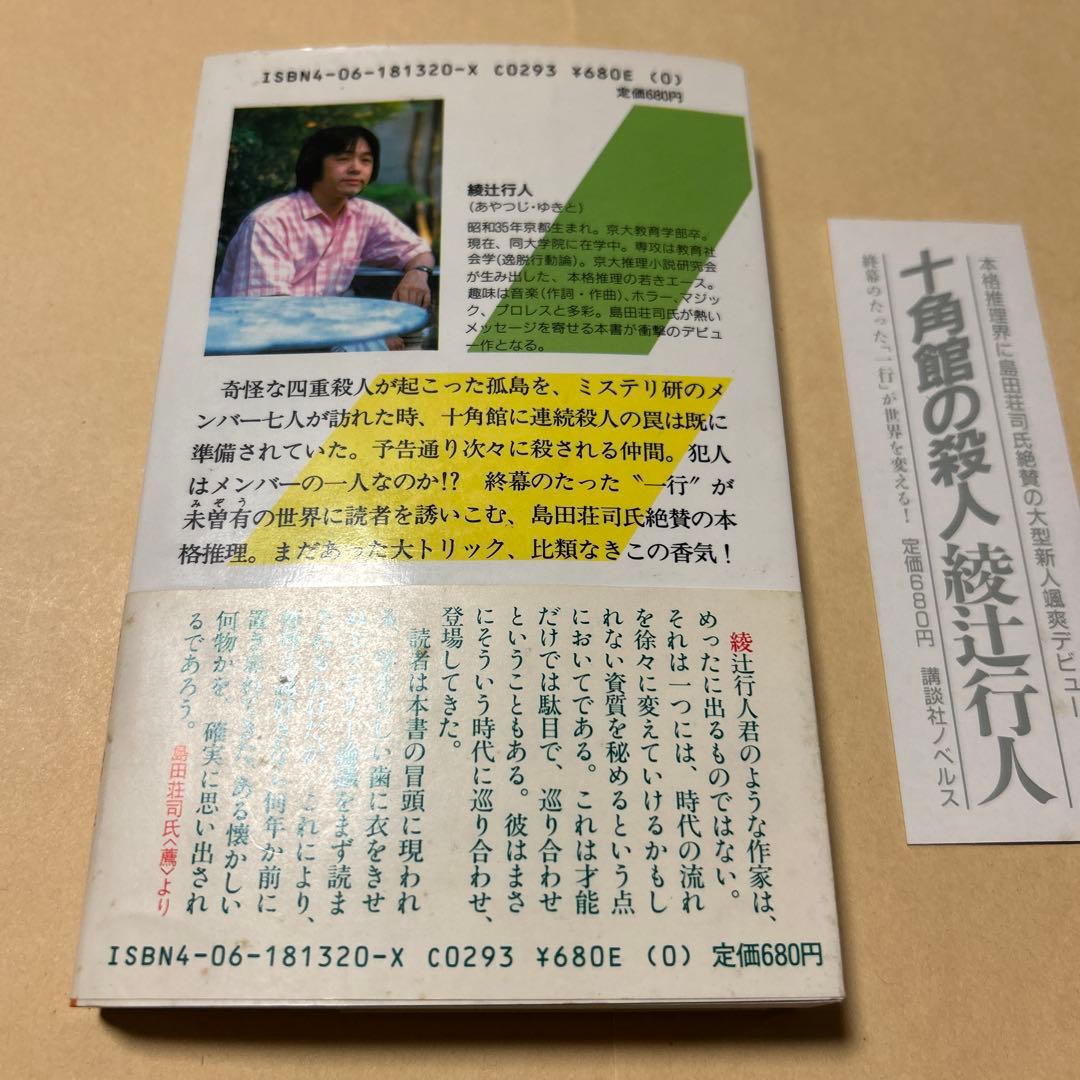 ISBN4-06-181320-X C0293 ¥680E (0)
定価680円
綾辻行人
(あやつじ・ゆきと)
昭和35年京都生まれ。京大教育学部卒。
現在、同大学院に在学中。専攻は教育社
会学(逸脱行動論)。京大推理小説研究会
が生み出した、本格推理の若きエース。
趣味は音楽(作詞・作曲)、ホラー、マジッ
ク、プロレスと多彩。島田荘司氏が熱い
メッセージを寄せる本書が衝撃のデビュ
ー作となる。
奇怪な四重殺人が起こった孤島を、ミステリ研のメ
ンバー七人が訪れた時、十角館に連続殺人の罠は既に
準備されていた。予告通り次々に殺される仲間。犯人
はメンバーの一人なのか!? 終幕のたった〝一行〟が
みぞう
未曽有の世界に読者を誘いこむ、島田荘司氏絶賛の本
格推理。まだあった大トリック、比類なきこの香気!
綾辻行人君のような作家は、
めったに出るものではない。
それは一つには、時代の流れ
を徐々に変えていけるかもし
れない資質を秘めるという点
においてである。これは才能
だけでは駄目で、巡り合わせ
ということもある。彼はまさ
にそういう時代に巡り合わせ、
登場してきた。
読者は本書の冒頭に現われ
しい歯に衣をきせ
をまず読ま
これにより、
何年か前に
置き ある懐かしい
何物かを、確実に思い出され
るであろう。
島田荘司氏〈薦〉より
ISBN4-06-181320-X C0293 ¥680E (0) 定価680円
本格推理界に島田荘司氏絶賛の大型新人颯爽デビュー
十角館の殺人 綾辻行人
終幕のたった「一行」が世界を変える! 定価680円 講談社ノベルス